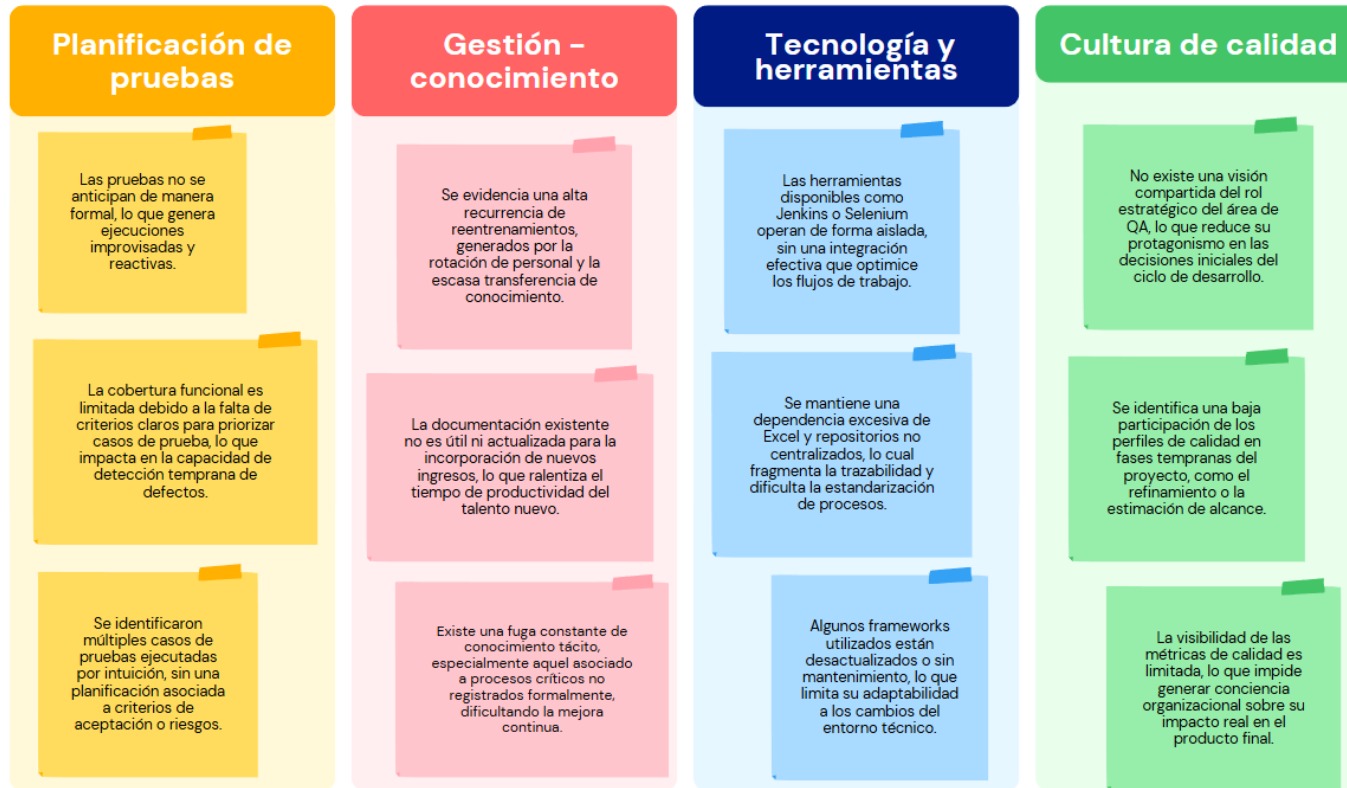 Planificación de
pruebas
Las pruebas no se
anticipan de manera
formal, lo que genera
ejecuciones
improvisadas y
reactivas.
La cobertura funcional es
limitada debido a la falta de
criterios claros para priorizar
casos de prueba, lo que
impacta en la capacidad de
detección temprana de
defectos.
Se identificaron
múltiples casos de
pruebas ejecutadas
por intuición, sin una
planificación asociada
a criterios de
aceptación o riesgos.
Gestión -
conocimiento
Se evidencia una alta
recurrencia de
reentrenamientos,
generados por la
rotación de personal y la
escasa transferencia de
conocimiento.
La documentación existente
no es útil ni actualizada para la
incorporación de nuevos
ingresos, lo que ralentiza el
tiempo de productividad del
talento nuevo.
Existe una fuga constante de
conocimiento tácito,
especialmente aquel asociado
a procesos críticos no
registrados formalmente,
dificultando la mejora
continua.
Tecnología y
herramientas
Las herramientas
disponibles como
Jenkins o Selenium
operan de forma aislada,
sin una integración
efectiva que optimice
los flujos de trabajo.
Se mantiene una
dependencia excesiva de
Excel y repositorios no
centralizados, lo cual
fragmenta la trazabilidad y
dificulta la estandarización
de procesos.
Algunos frameworks
utilizados están
desactualizados o sin
mantenimiento, lo que
limita su adaptabilidad
a los cambios del
entorno técnico.
Cultura de calidad
No existe una visión
compartida del rol
estratégico del área de
QA, lo que reduce su
protagonismo en las
decisiones iniciales del
ciclo de desarrollo.
Se identifica una baja
participación de los
perfiles de calidad en
fases tempranas del
proyecto, como el
refinamiento o la
estimación de alcance.
La visibilidad de las
métricas de calidad es
limitada, lo que impide
generar conciencia
organizacional sobre su
impacto real en el
producto final.